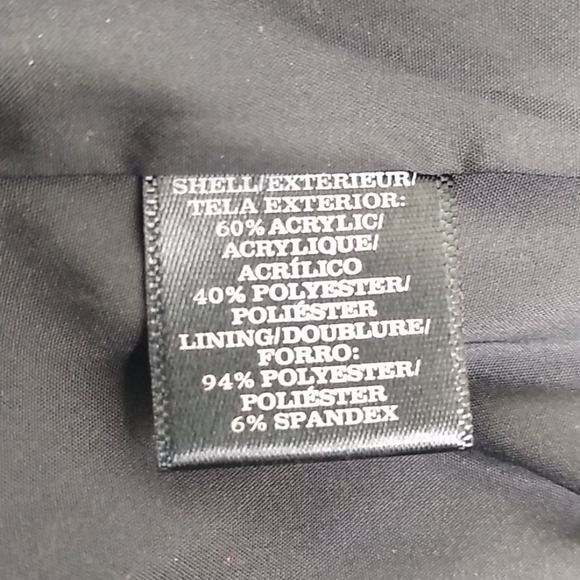 SHELL/EXTERIEUR/
TELA EXTERIOR:
60% ACRYLIC/
ACRYLIQUE/
ACRÍLICO
40% POLYESTER/
POLIÉSTER
LINING/DOUBLURE/
FORRO:
94% POLYESTER/
POLIÉSTER
6% SPANDEX